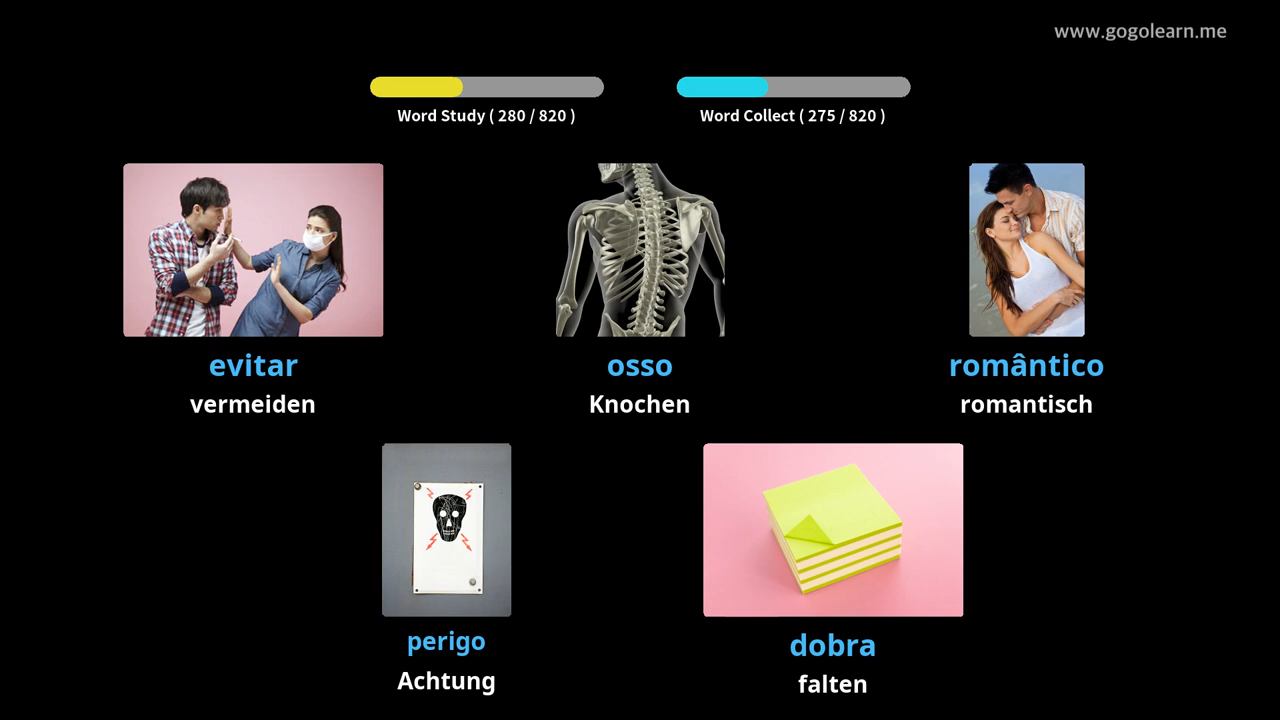 www.gogolearn.me
Word Study ( 280 / 820 )
Word Collect ( 275 / 820 )
evitar
vermeiden
osso
Knochen
romântico
romantisch
perigo
Achtung
dobra
falten